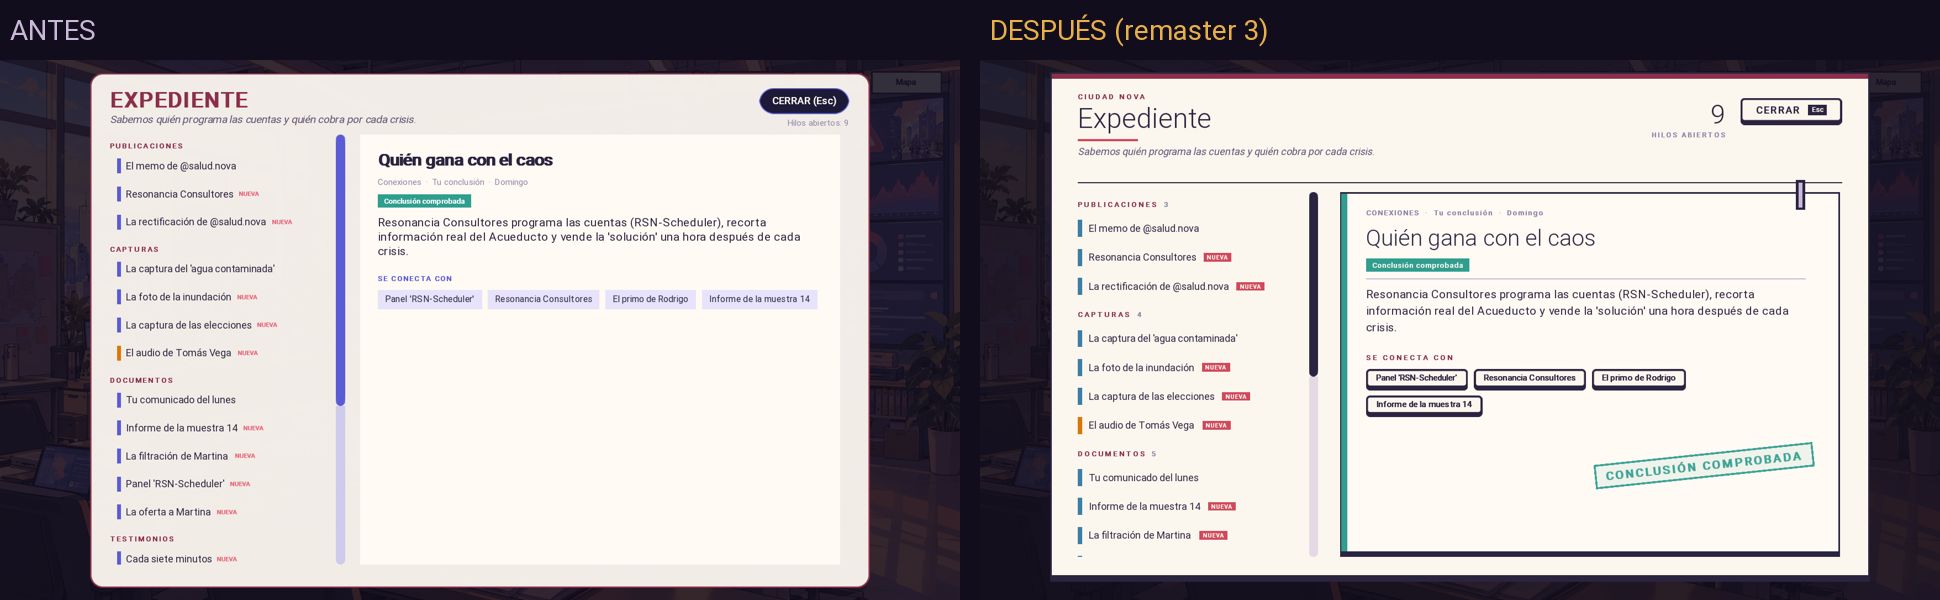 ANTES
EXPEDIENTE
Sabemos quién programa las cuentas y quién cobra por cada crisis.
CERRAR (Esc)
Hilos abiertos: 9
Mapa
PUBLICACIONES
El memo de @salud.nova
Resonancia Consultores NUEVA
La rectificación de @salud.nova NUEVA
CAPTURAS
La captura del 'agua contaminada'
La foto de la inundación NUEVA
La captura de las elecciones NUEVA
El audio de Tomás Vega NUEVA
DOCUMENTOS
Tu comunicado del lunes
Informe de la muestra 14 NUEVA
La filtración de Martina NUEVA
Panel 'RSN-Scheduler' NUEVA
La oferta a Martina NUEVA
TESTIMONIOS
Cada siete minutos NUEVA
Quién gana con el caos
Conexiones · Tu conclusión · Domingo
Conclusión comprobada
Resonancia Consultores programa las cuentas (RSN-Scheduler), recorta
información real del Acueducto y vende la 'solución' una hora después de cada
crisis.
SE CONECTA CON
Panel 'RSN-Scheduler' Resonancia Consultores El primo de Rodrigo Informe de la muestra 14
DESPUÉS (remaster 3)
CIUDAD NOVA
Expediente
Sabemos quién programa las cuentas y quién cobra por cada crisis.
9
HILOS ABIERTOS
CERRAR Esc
Mapa
PUBLICACIONES 3
El memo de @salud.nova
Resonancia Consultores NUEVA
La rectificación de @salud.nova NUEVA
CAPTURAS 4
La captura del 'agua contaminada'
La foto de la inundación NUEVA
La captura de las elecciones NUEVA
El audio de Tomás Vega NUEVA
DOCUMENTOS 5
Tu comunicado del lunes
Informe de la muestra 14 NUEVA
La filtración de Martina NUEVA
CONEXIONES · Tu conclusión · Domingo
Quién gana con el caos
Conclusión comprobada
Resonancia Consultores programa las cuentas (RSN-Scheduler), recorta
información real del Acueducto y vende la 'solución' una hora después de cada
crisis.
SE CONECTA CON
Panel 'RSN-Scheduler' Resonancia Consultores El primo de Rodrigo
Informe de la muestra 14
CONCLUSIÓN COMPROBADA